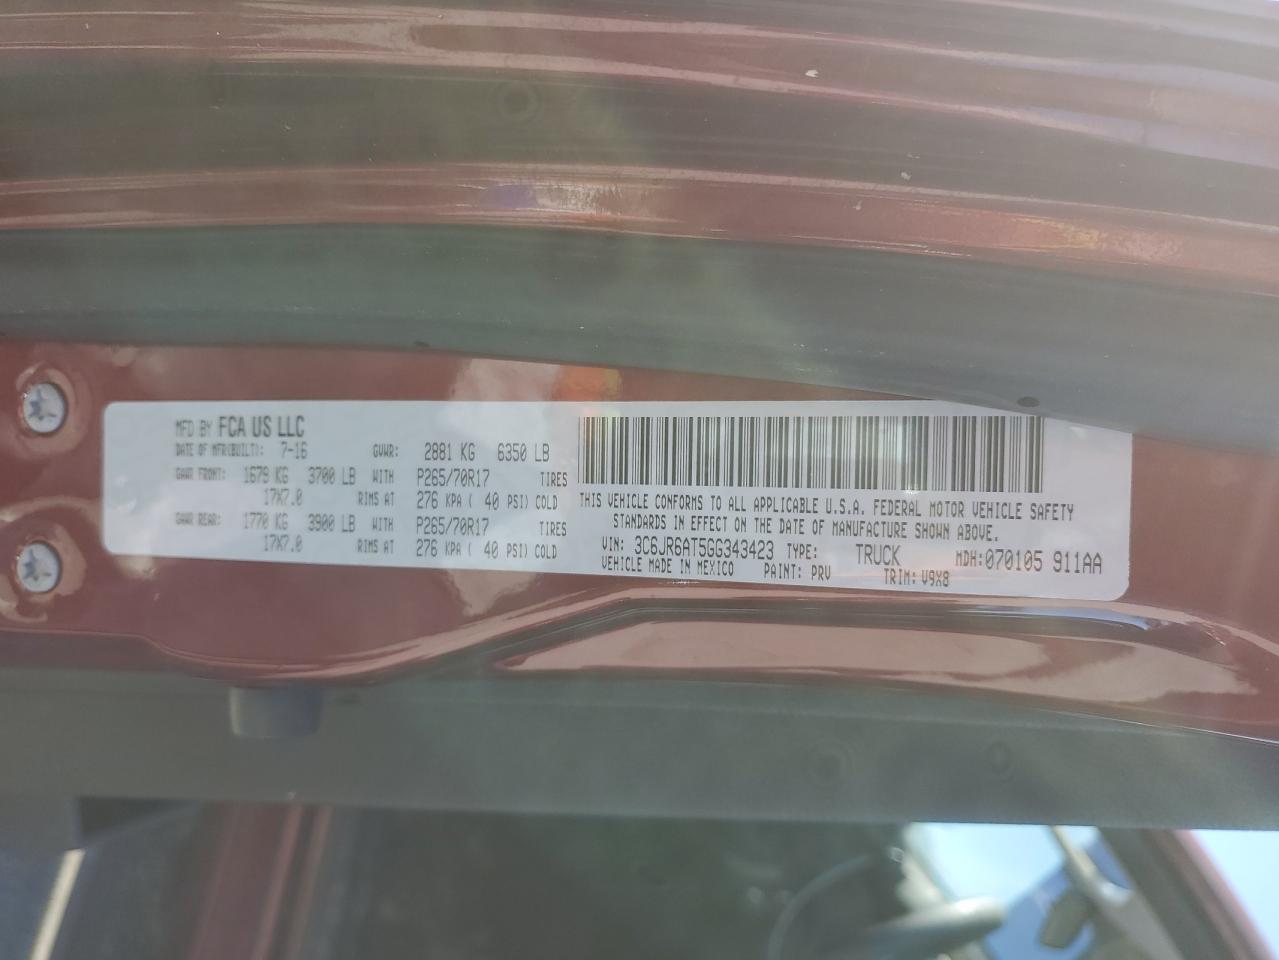 MFD BY FCA US LLC
DATE OF MFR(BUILT): 7-16 GVWR: 2881 KG 6350 LB
GAWR FRONT: 1679 KG 3700 LB WITH P265/70R17 TIRES
17X7.0 RIMS AT 276 KPA ( 40 PSI) COLD
GAWR REAR: 1770 KG 3900 LB WITH P265/70R17 TIRES
17X7.0 RIMS AT 276 KPA ( 40 PSI) COLD
THIS VEHICLE CONFORMS TO ALL APPLICABLE U.S.A. FEDERAL MOTOR VEHICLE SAFETY
STANDARDS IN EFFECT ON THE DATE OF MANUFACTURE SHOWN ABOVE.
VIN: 3C6JR6AT5GG343423 TYPE: TRUCK MDH:070105 911AA
VEHICLE MADE IN MEXICO PAINT: PRV TRIM: V9X8